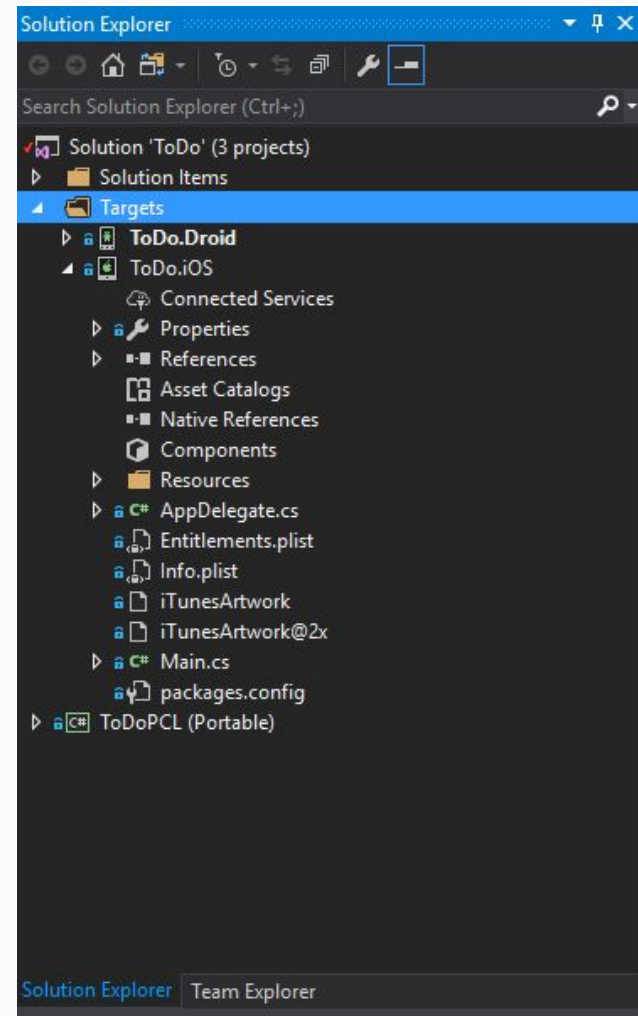 Solution Explorer
Search Solution Explorer (Ctrl+;)
Solution 'ToDo' (3 projects)
Solution Items
Targets
ToDo.Droid
ToDo.iOS
Connected Services
Properties
References
Asset Catalogs
Native References
Components
Resources
C# AppDelegate.cs
Entitlements.plist
Info.plist
iTunesArtwork
iTunesArtwork@2x
C# Main.cs
packages.config
C# ToDoPCL (Portable)
Solution Explorer Team Explorer